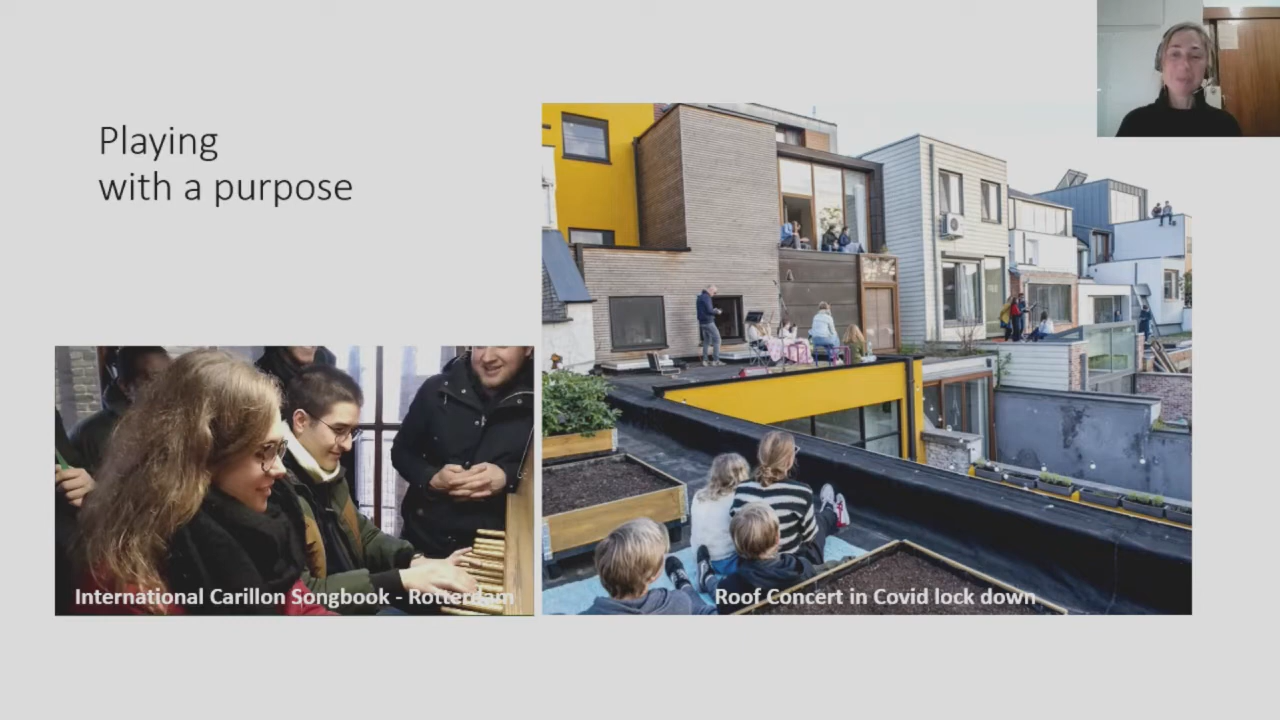 Playing
with a purpose
International Carillon Songbook - Rotterdam
Roof Concert in Covid lock down